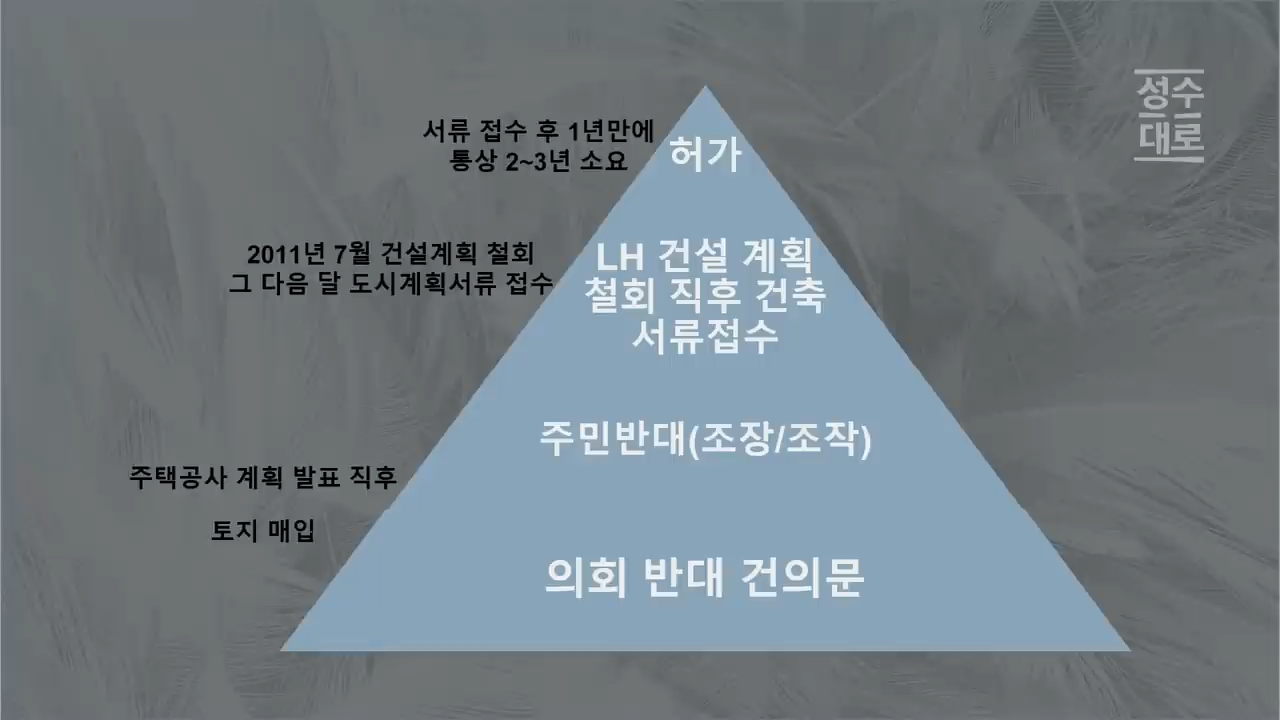 성수
대로
서류 접수 후 1년만에
통상 2~3년 소요
허가
2011년 7월 건설계획 철회
그 다음 달 도시계획서류 접수
LH 건설 계획
철회 직후 건축
서류접수
주민반대(조장/조작)
주택공사 계획 발표 직후
토지 매입
의회 반대 건의문